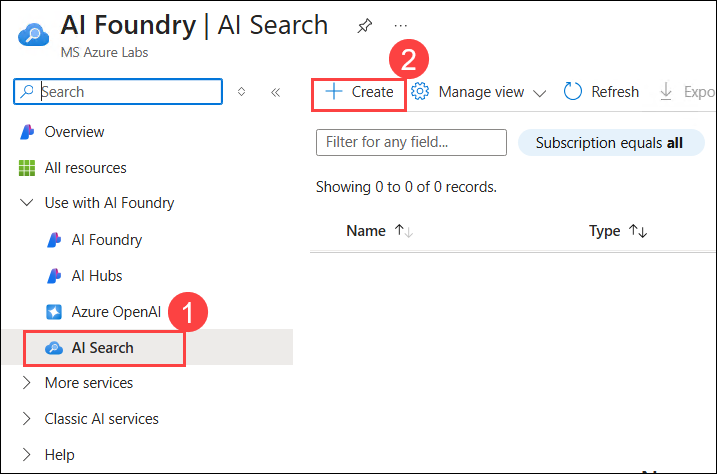 AI Foundry | AI Search
...
MS Azure Labs
2
Search
Create
Manage view
Refresh
Expo
Overview
Filter for any field...
Subscription equals all
All resources
Showing 0 to 0 of 0 records.
Use with AI Foundry
Name
Type
AI Foundry
AI Hubs
Azure OpenAI
1
AI Search
More services
Classic AI services
Help